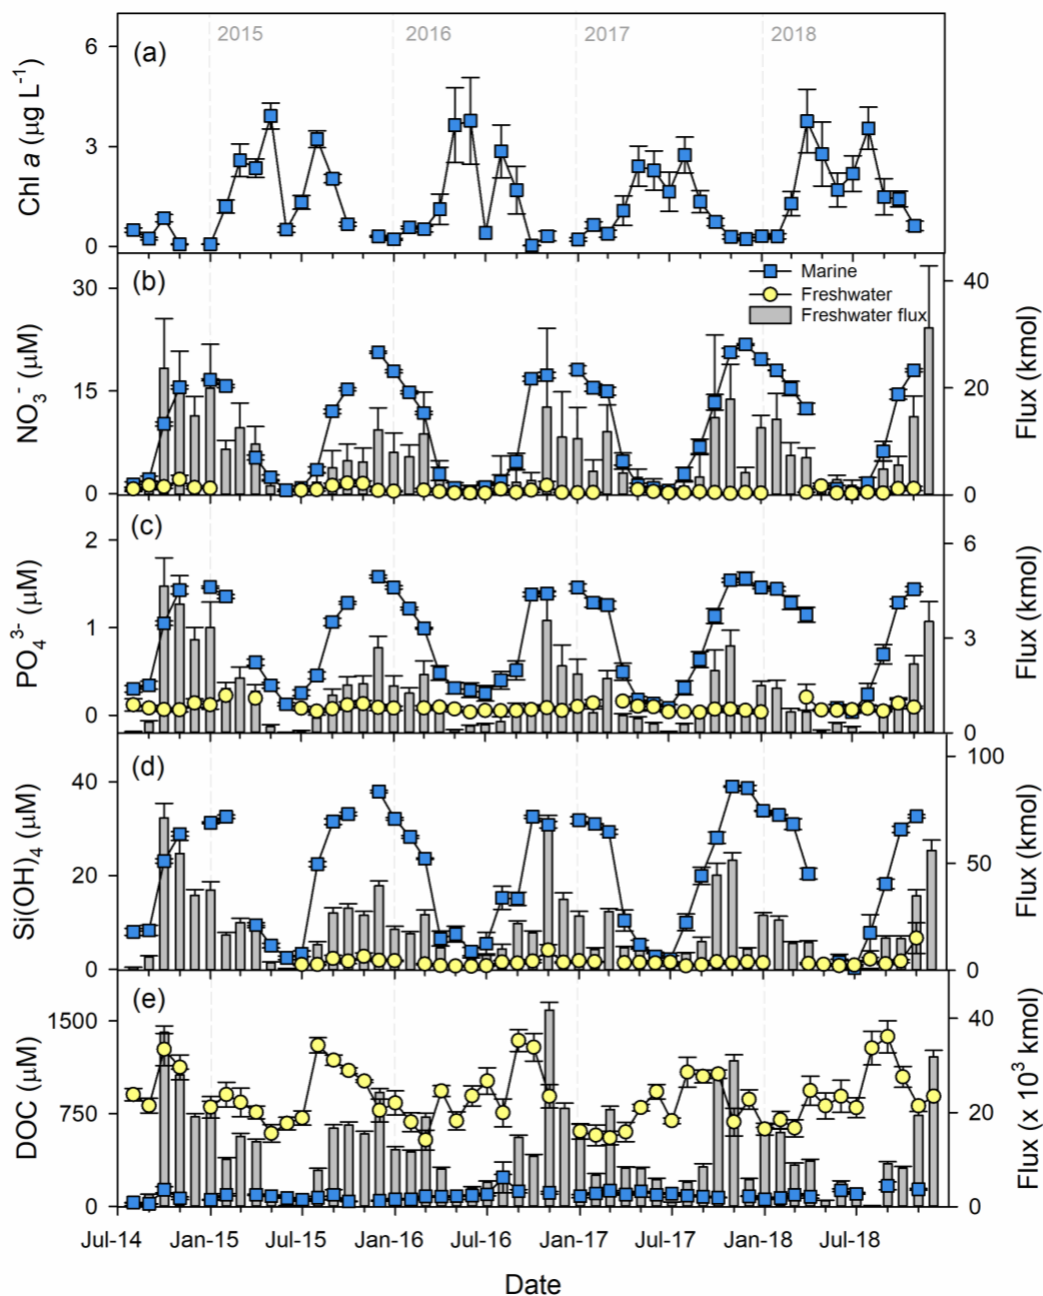 2015 2016 2017 2018
(a)
6
3
0
Chl a (µg L⁻¹)
(b)
Marine
Freshwater
Freshwater flux
30
15
0
NO₃⁻ (µM)
40
20
0
Flux (kmol)
(c)
2
1
0
PO₄³⁻ (µM)
6
3
0
Flux (kmol)
(d)
40
20
0
Si(OH)₄ (µM)
100
50
0
Flux (kmol)
(e)
1500
750
0
DOC (µM)
40
20
0
Flux (x 10³ kmol)
Jul-14 Jan-15 Jul-15 Jan-16 Jul-16 Jan-17 Jul-17 Jan-18 Jul-18
Date